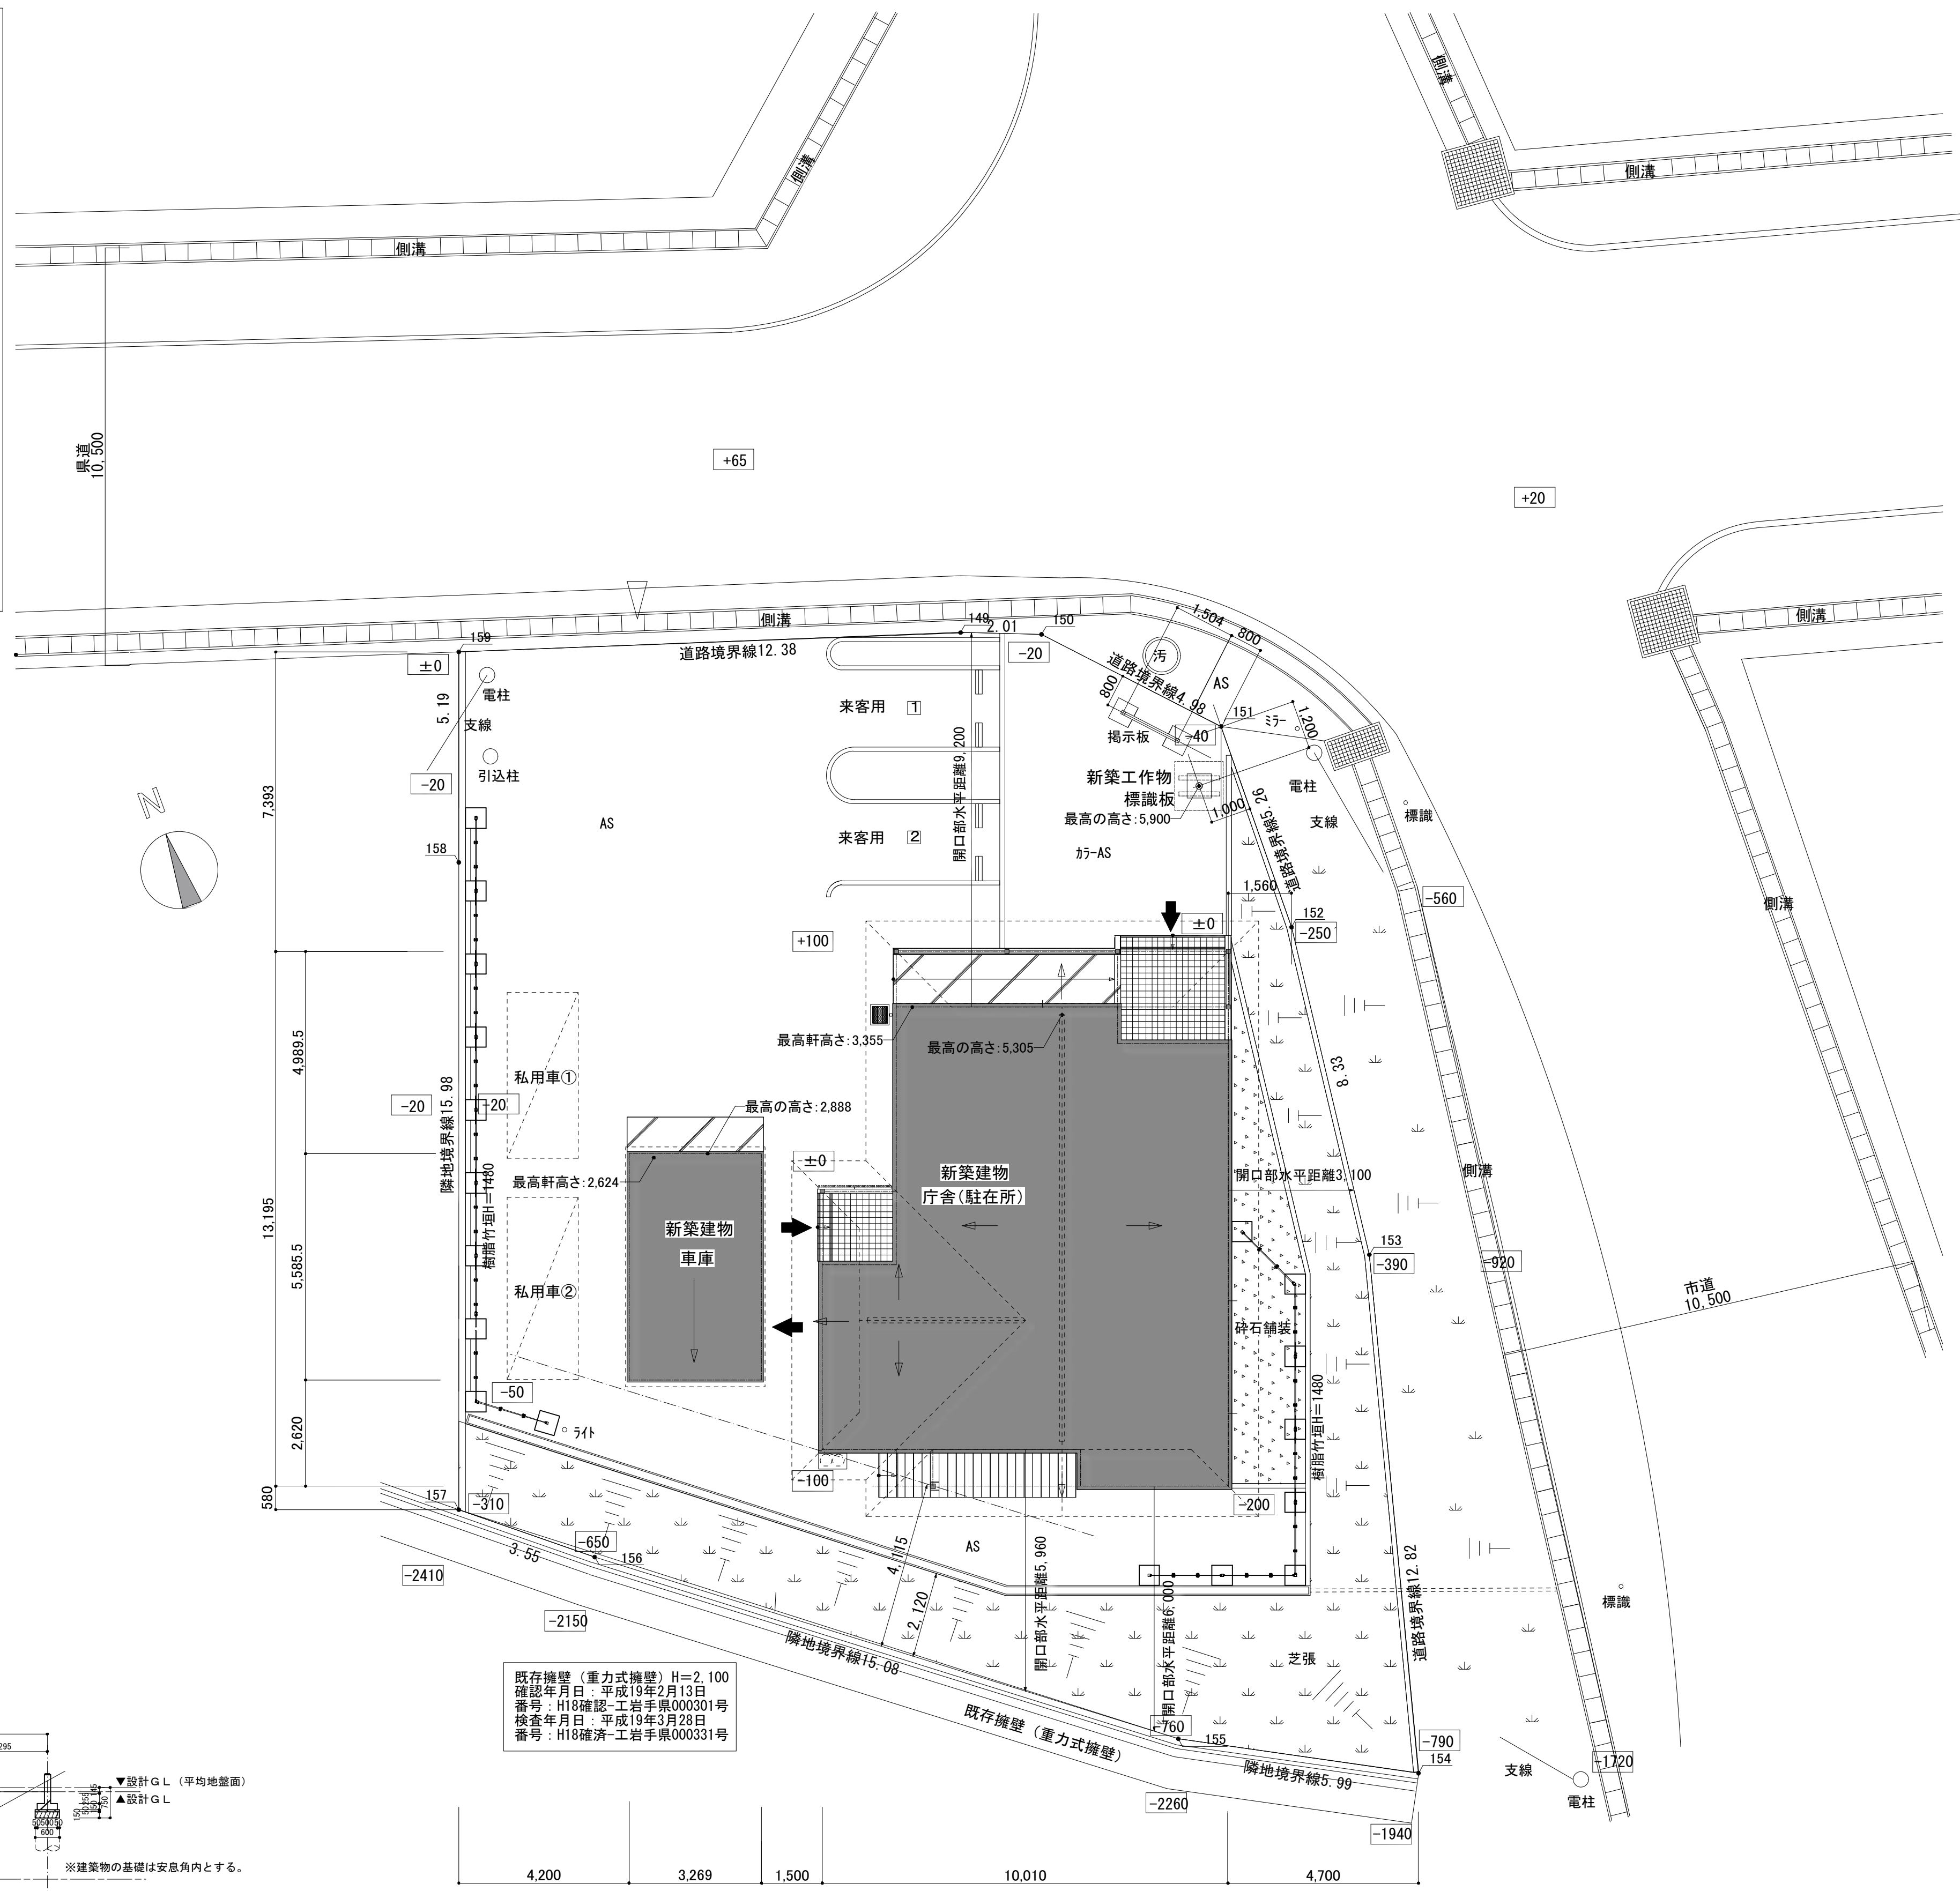 側溝
側溝
側溝
側溝
県道
10,500
+65
+20
側溝
側溝
149
2.01
150
159
±0
道路境界線12.38
-20
1,504
800
汚
AS
道路境界線4.98
800
151
ミラー
1,200
電柱
5.19
支線
引込柱
-20
来客用 1
掲示板
-40
新築工作物
標識板
最高の高さ:5,900
1,000
電柱
支線
標識
N
7,393
AS
来客用 2
開口部水平距離9,200
カラーAS
道路境界線5.26
158
1,560
152
-250
-560
側溝
±0
+100
4,989.5
最高軒高さ:3,355
最高の高さ:5,305
私用車①
-20
-20
隣地境界線15.98
8.33
最高の高さ:2,888
最高軒高さ:2,624
±0
新築建物
庁舎(駐在所)
開口部水平距離3,100
側溝
樹脂竹垣H=1480
新築建物
車庫
13,195
5,585.5
153
-390
-920
市道
10,500
私用車②
砕石舗装
樹脂竹垣H=1480
-50
ライト
2,620
-100
580
157
-310
-200
-650
156
3.55
-2410
4,115
AS
開口部水平距離5,960
開口部水平距離6,000
2,120
道路境界線12.82
標識
-2150
隣地境界線15.08
芝張
既存擁壁(重力式擁壁)H=2,100
確認年月日:平成19年2月13日
番号:H18確認-工岩手県000301号
検査年月日:平成19年3月28日
番号:H18確済-工岩手県000331号
既存擁壁(重力式擁壁)
-760
155
-790
154
-1720
支線
電柱
隣地境界線5.99
-2260
-1940
295
▼設計GL(平均地盤面)
▲設計GL
150
50
255
150
145
750
50
500
50
600
※建築物の基礎は安息角内とする。
4,200
3,269
1,500
10,010
4,700